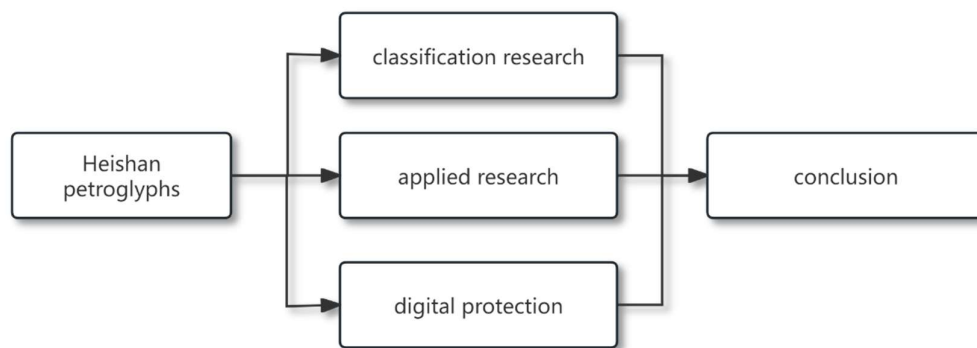 Heishan
petroglyphs
classification research
applied research
digital protection
conclusion